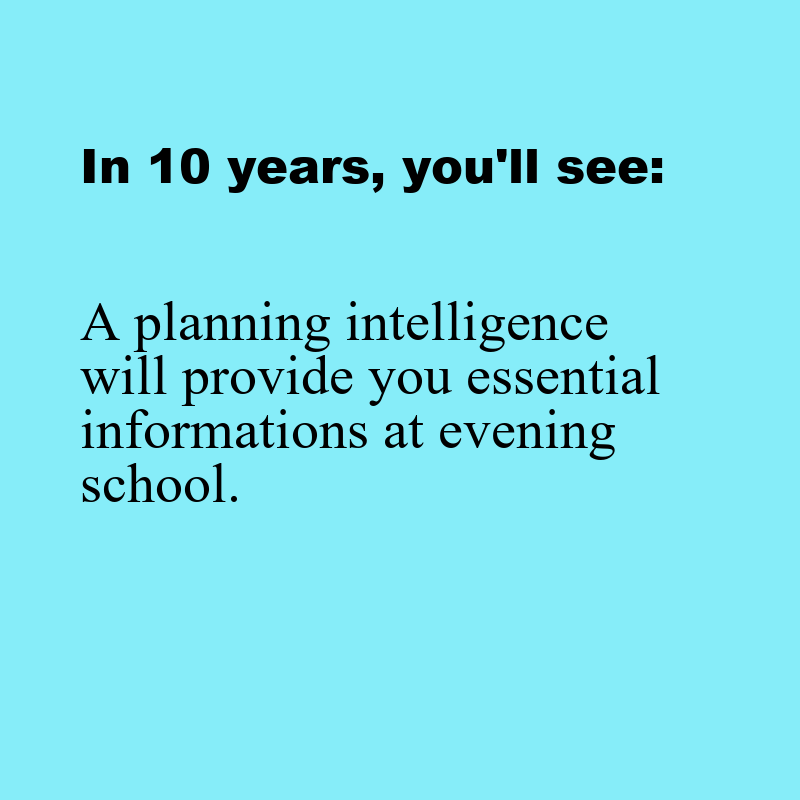 In 10 years, you'll see:
A planning intelligence
will provide you essential
informations at evening
school.